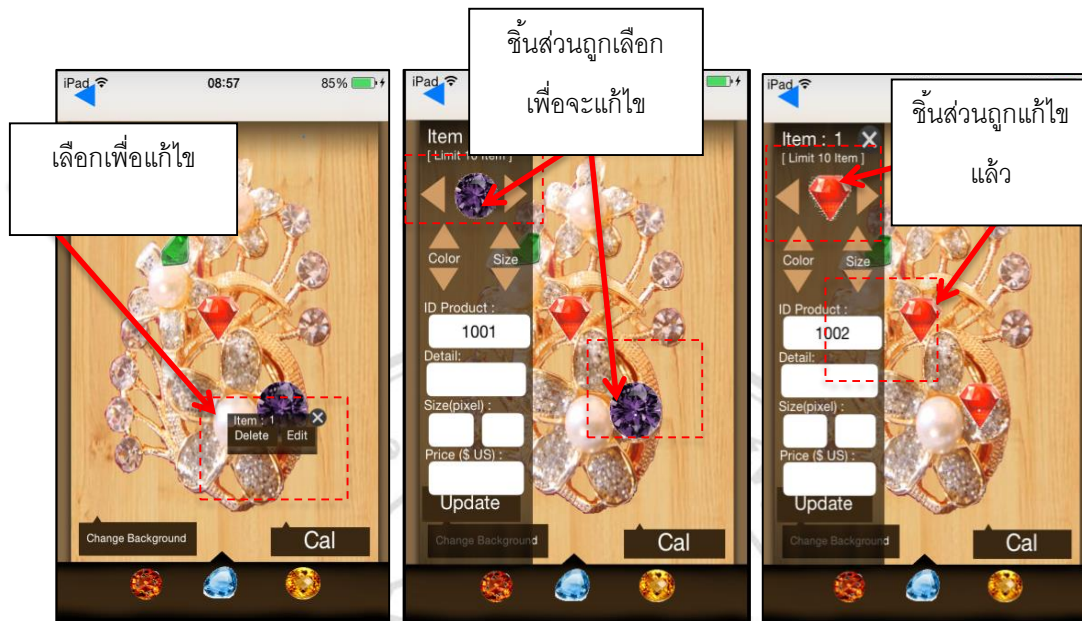 เลือกเพื่อแก้ไข
iPad 08:57 85%
Item : 1
Delete Edit
Change Background
Cal
ชิ้นส่วนถูกเลือก
เพื่อจะแก้ไข
iPad
Item
[ Limit 10 Item ]
Color Size
ID Product :
1001
Detail:
Size(pixel) :
Price ($ US) :
Update
Change Background
Cal
ชิ้นส่วนถูกแก้ไข
แล้ว
iPad
Item : 1
[ Limit 10 Item ]
Color Size
ID Product :
1002
Detail:
Size(pixel) :
Price ($ US) :
Update
Change Background
Cal